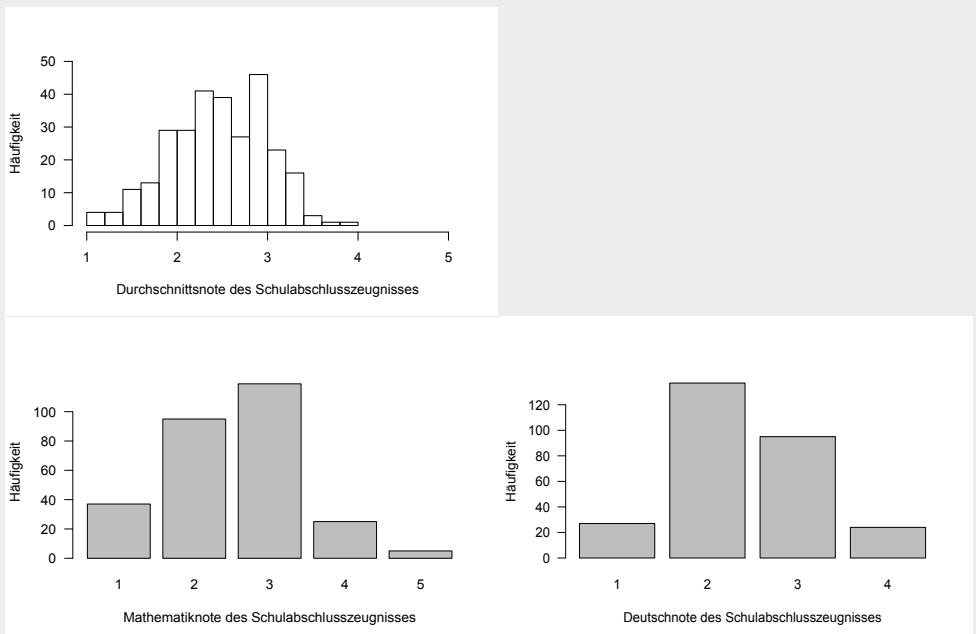 50
40
30
20
10
0
Häufigkeit
1 2 3 4 5
Durchschnittsnote des Schulabschlusszeugnisses
100
80
60
40
20
0
Häufigkeit
1 2 3 4 5
Mathematiknote des Schulabschlusszeugnisses
120
100
80
60
40
20
0
Häufigkeit
1 2 3 4
Deutschnote des Schulabschlusszeugnisses